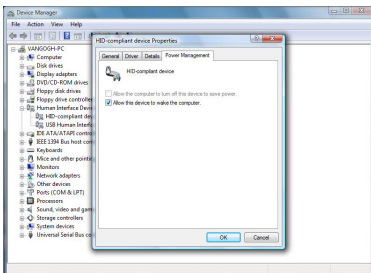 Device Manager
File Action View Help
VANGOGH-PC
Computer
Disk drives
Display adapters
DVD/CD-ROM drives
Floppy disk drives
Floppy drive controllers
Human Interface Devic
HID-compliant devi
USB Human Interfa
IDE ATA/ATAPI control
IEEE 1394 Bus host cont
Keyboards
Mice and other pointing
Monitors
Network adapters
Other devices
Ports (COM & LPT)
Processors
Sound, video and game
Storage controllers
System devices
Universal Serial Bus co
HID-compliant device Properties
General Driver Details Power Management
HID-compliant device
Allow the computer to turn off this device to save power.
Allow this device to wake the computer.
OK Cancel